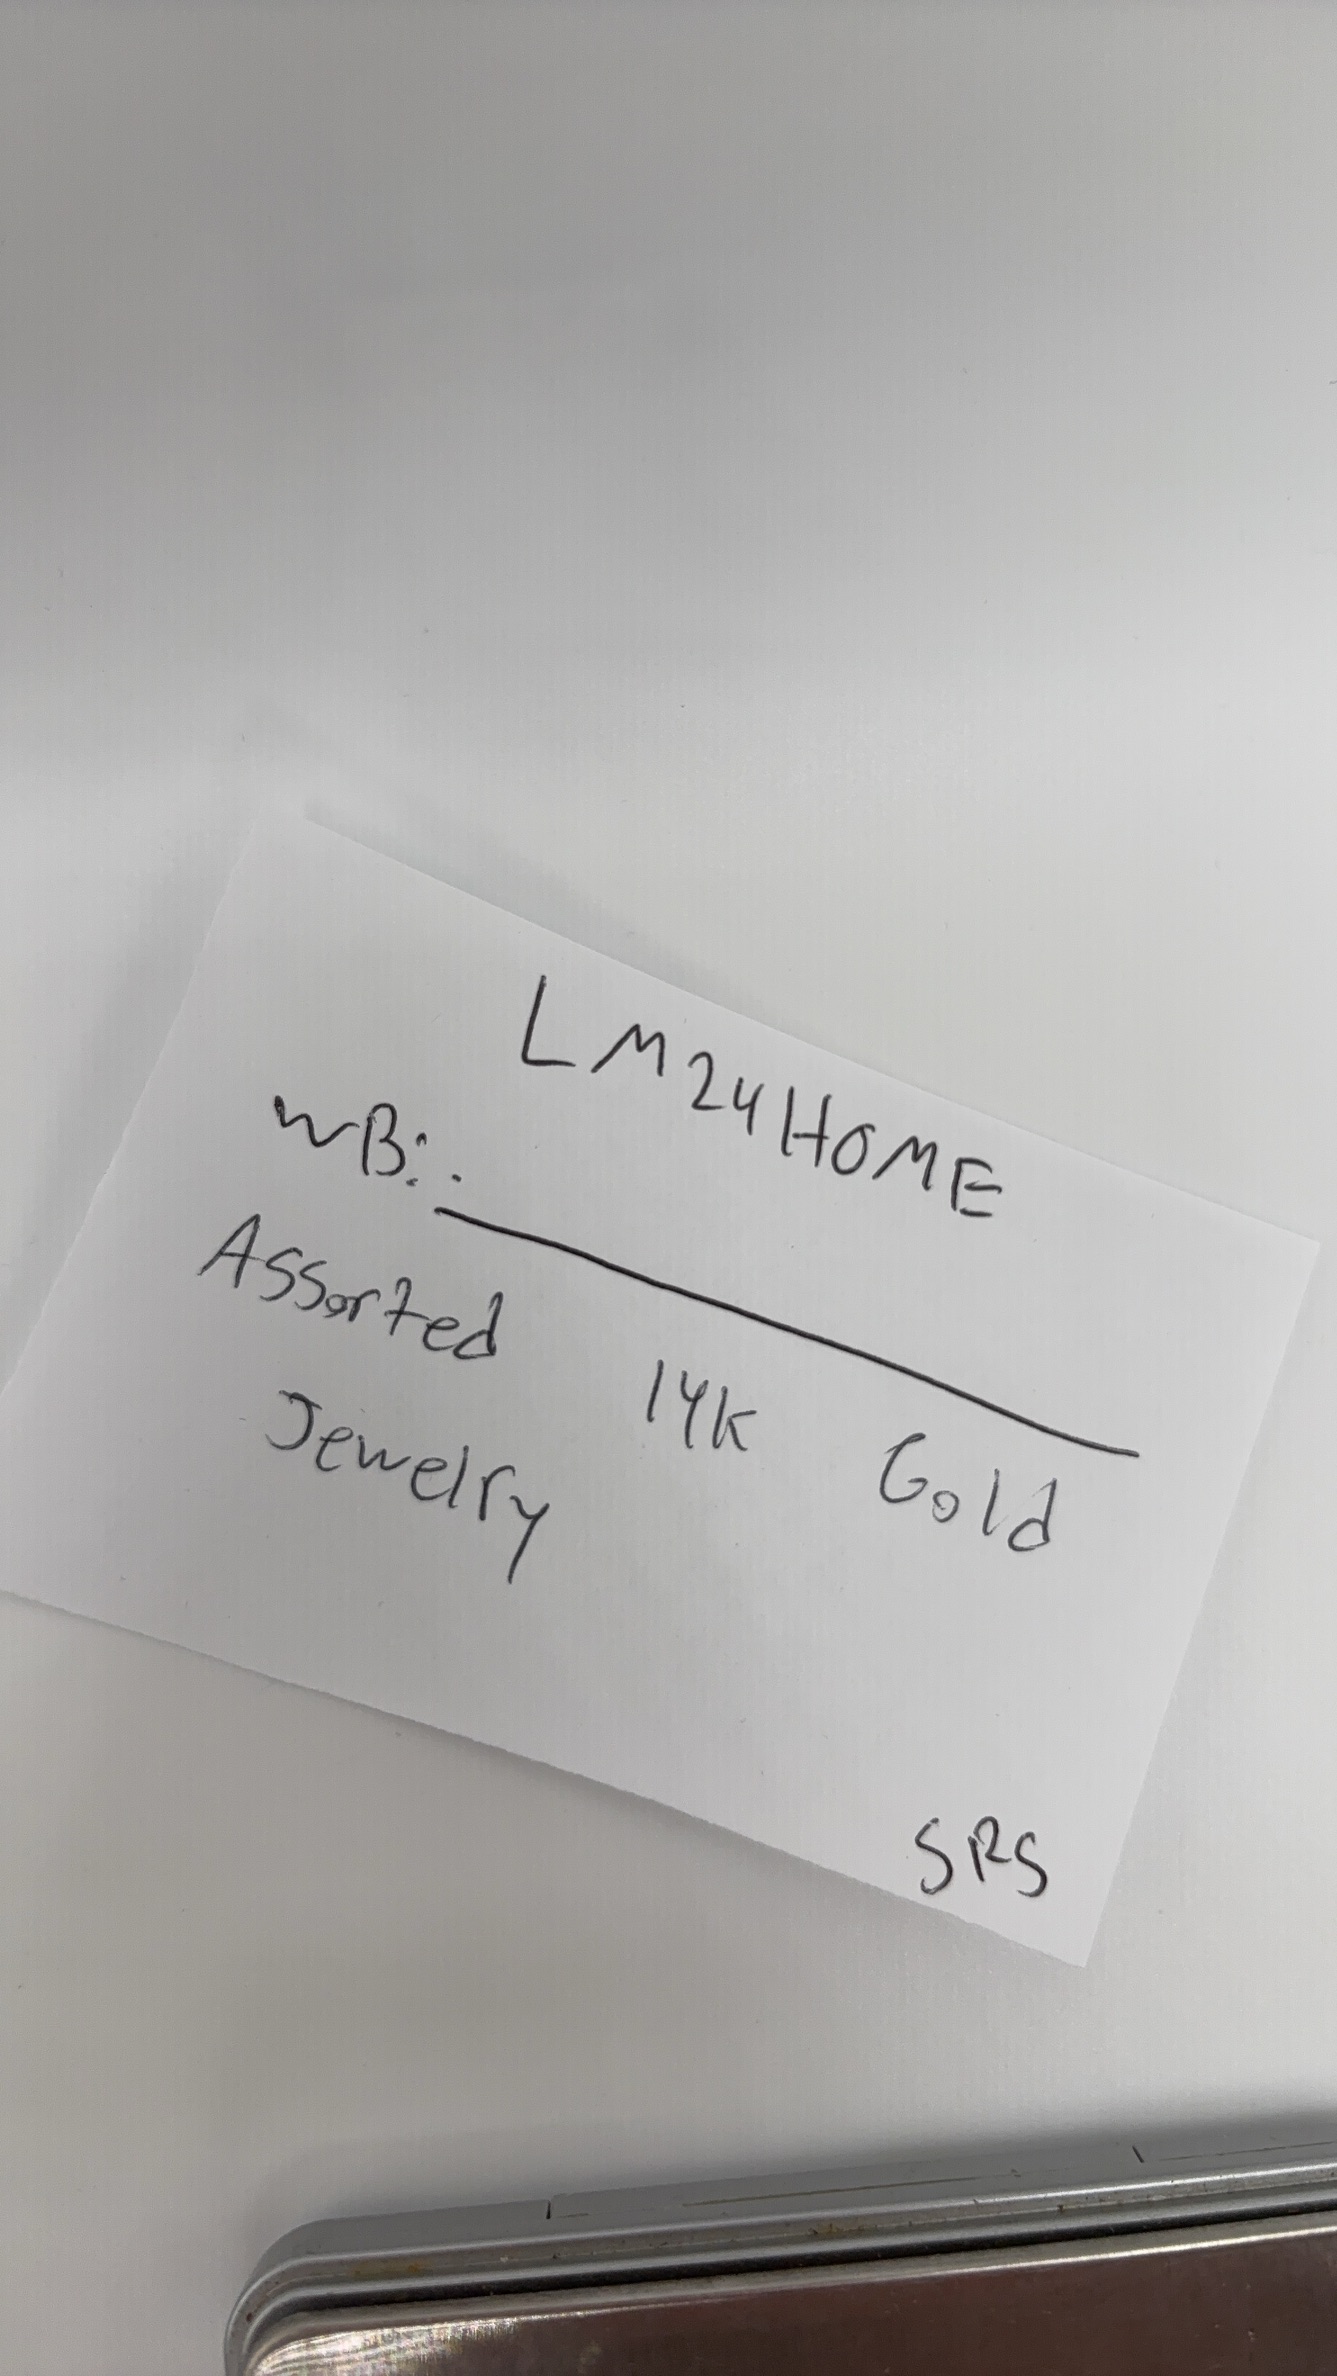 LM24HOME
WB:.
Assorted 14k Gold
Jewelry
SRS